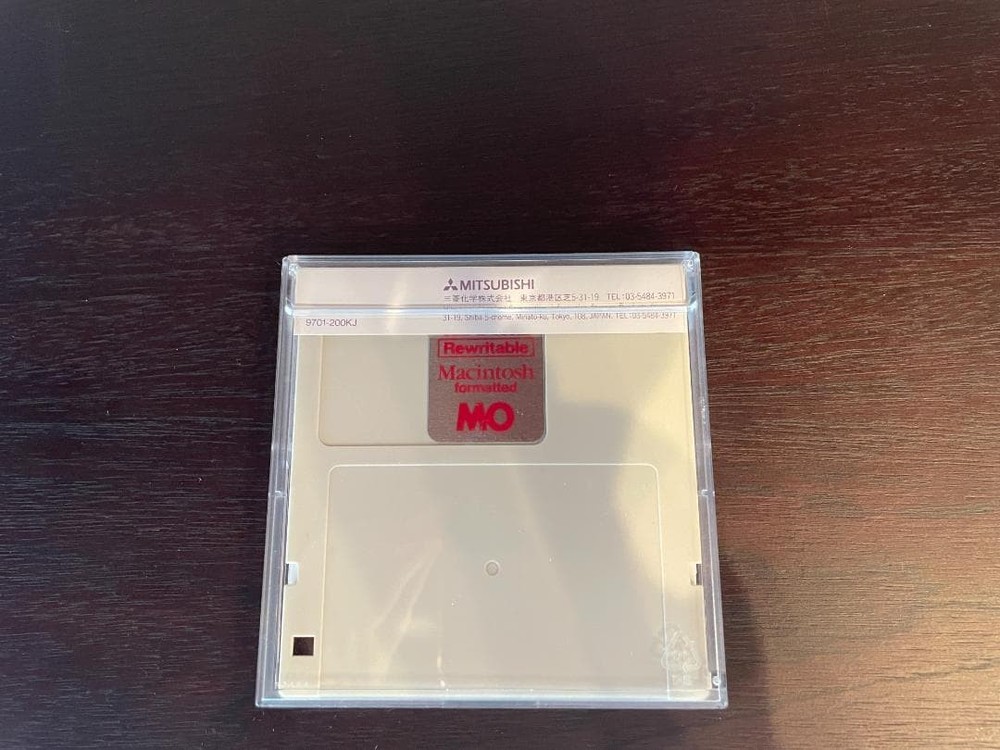 MITSUBISHI
三菱化学株式会社 東京都港区芝5-31-19 TEL:03-5484-3971
31-19, Shiba 5-chome, Minato-ku, Tokyo, 108, JAPAN. TEL:03-5484-3971
9701-200KJ
Rewritable
Macintosh
formatted
MO